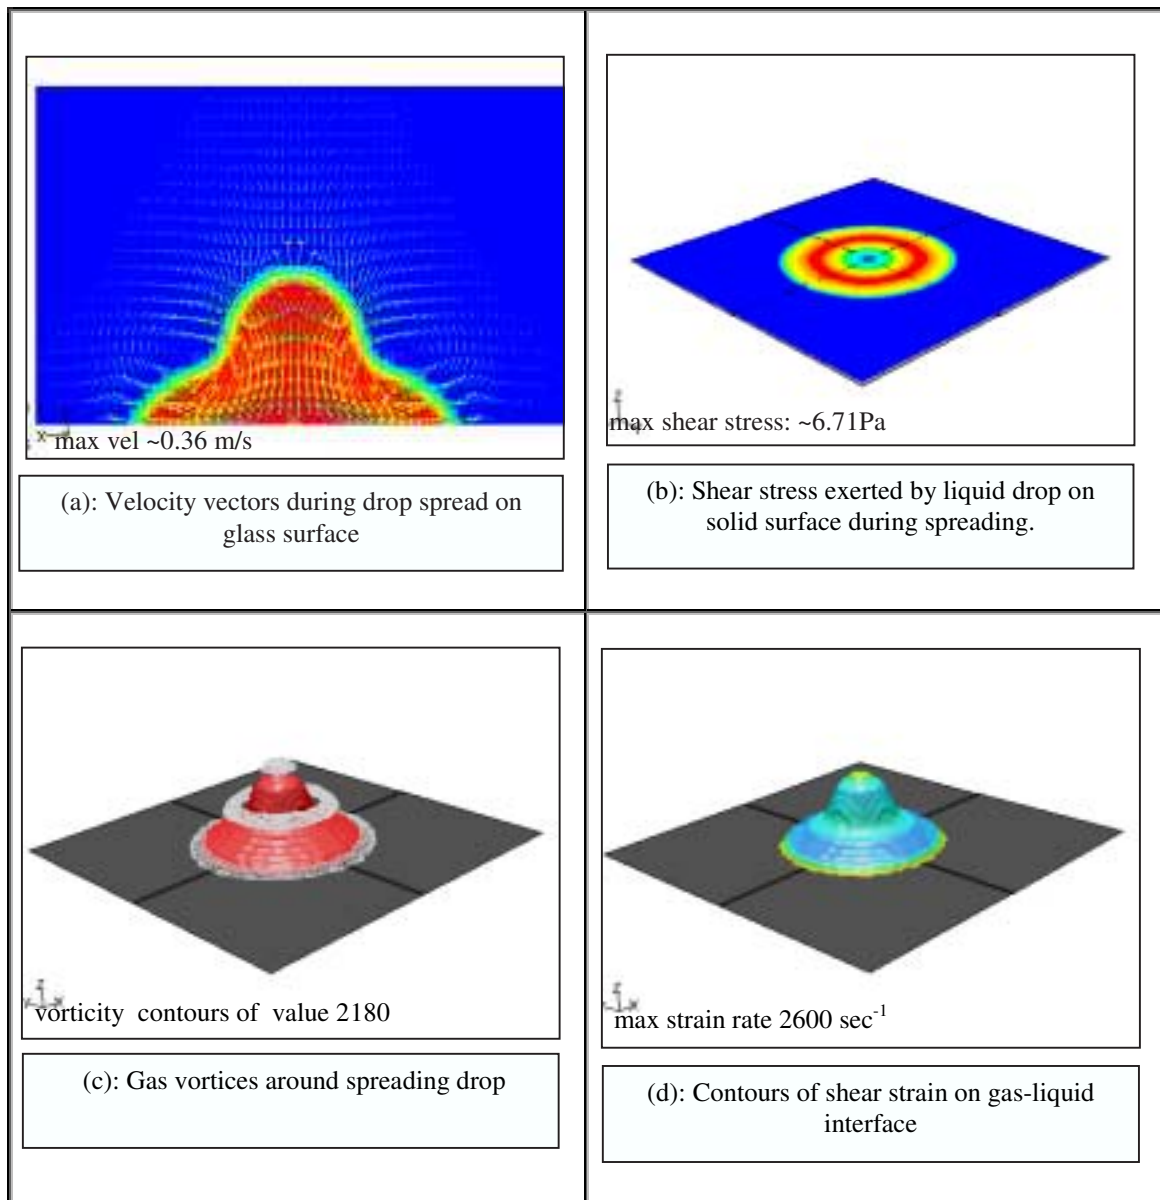 max vel ~0.36 m/s
(a): Velocity vectors during drop spread on
glass surface
max shear stress: ~6.71Pa
(b): Shear stress exerted by liquid drop on
solid surface during spreading.
vorticity contours of value 2180
(c): Gas vortices around spreading drop
max strain rate 2600 sec⁻¹
(d): Contours of shear strain on gas-liquid
interface